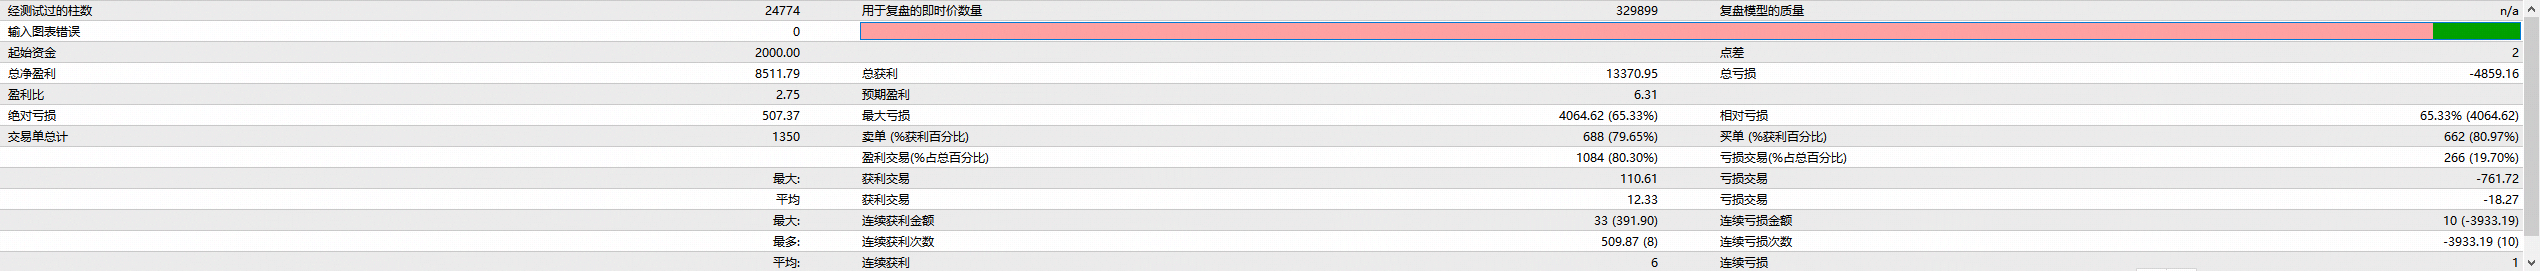 经测试过的柱数 24774 用于复盘的即时价数量 329899 复盘模型的质量 n/a
输入图表错误 0
起始资金 2000.00 点差 2
总净盈利 8511.79 总获利 13370.95 总亏损 -4859.16
盈利比 2.75 预期盈利 6.31
绝对亏损 507.37 最大亏损 4064.62 (65.33%) 相对亏损 65.33% (4064.62)
交易单总计 1350 卖单 (%获利百分比) 688 (79.65%) 买单 (%获利百分比) 662 (80.97%)
盈利交易(%占总百分比) 1084 (80.30%) 亏损交易(%占总百分比) 266 (19.70%)
最大: 获利交易 110.61 亏损交易 -761.72
平均 获利交易 12.33 亏损交易 -18.27
最大: 连续获利金额 33 (391.90) 连续亏损金额 10 (-3933.19)
最多: 连续获利次数 509.87 (8) 连续亏损次数 -3933.19 (10)
平均: 连续获利 6 连续亏损 1